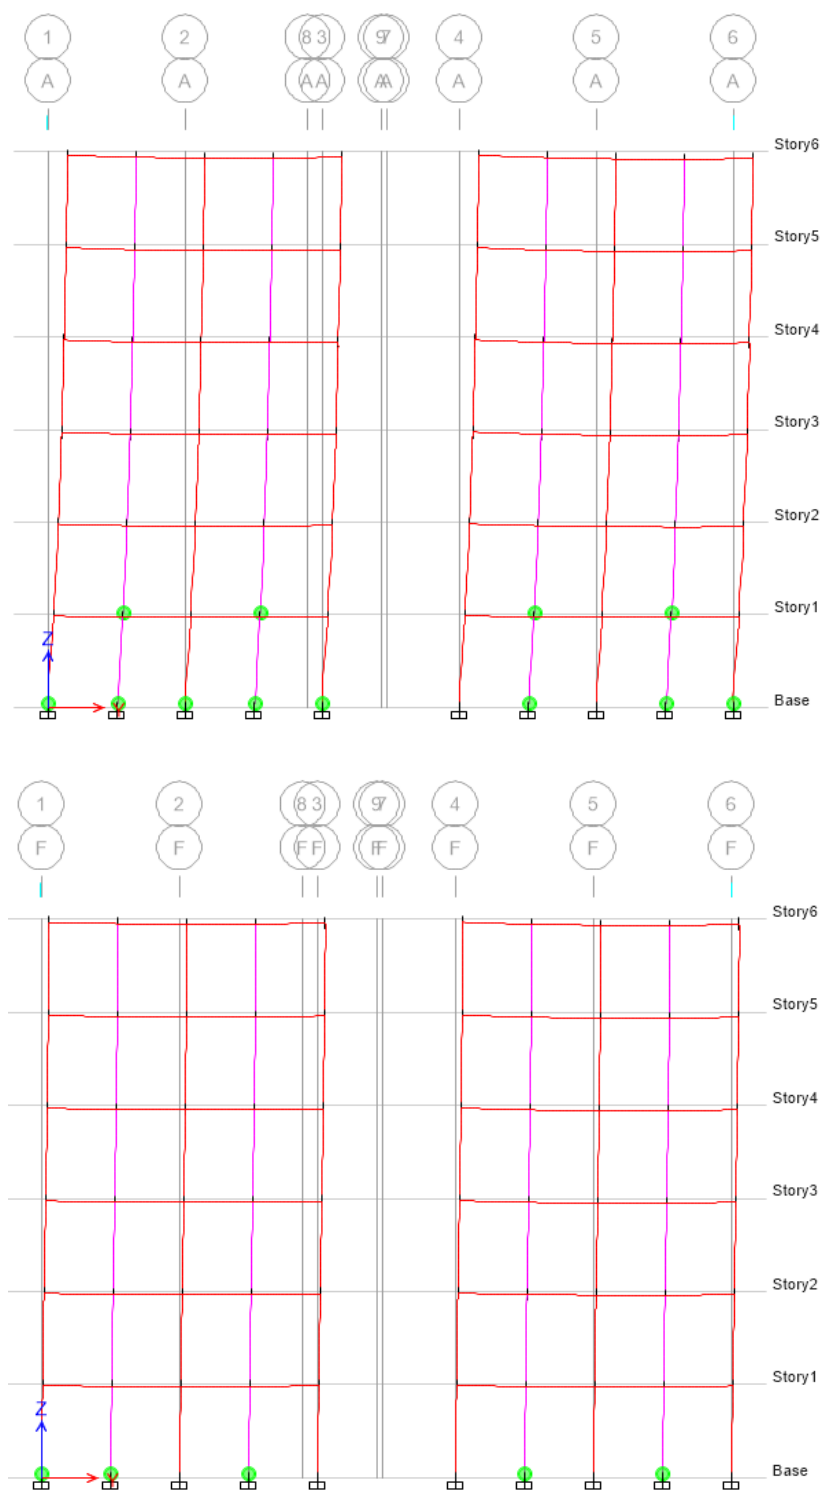 1 2 8 3 9 7 4 5 6
A A A A A A A A A
Story6
Story5
Story4
Story3
Story2
Story1
Z
Base
1 2 8 3 9 7 4 5 6
F F F F F F F F F
Story6
Story5
Story4
Story3
Story2
Story1
Z
Base